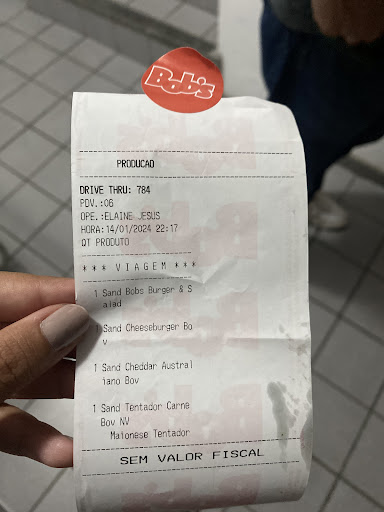 Bob's
PRODUCAO
DRIVE THRU: 784
PDV.:06
OPE.:ELAINE JESUS
HORA:14/01/2024 22:17
QT PRODUTO
*** VIAGEM ***
1 Sand Bobs Burger & S
alad
1 Sand Cheeseburger Bo
v
1 Sand Cheddar Austral
iano Bov
1 Sand Tentador Carne
Bov NV
Maionese Tentador
SEM VALOR FISCAL